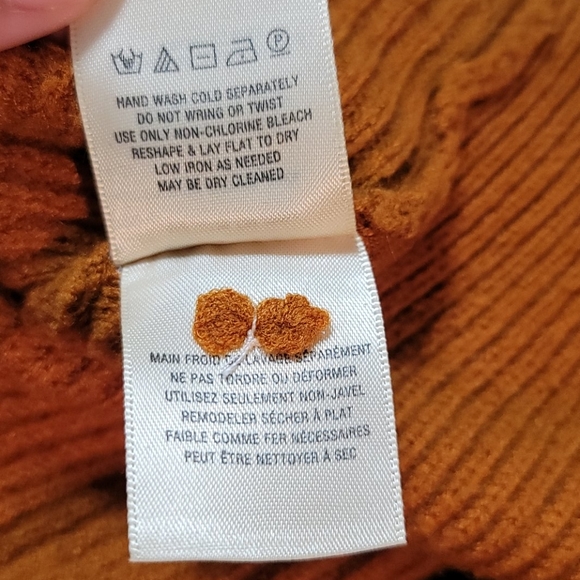 P
HAND WASH COLD SEPARATELY
DO NOT WRING OR TWIST
USE ONLY NON-CHLORINE BLEACH
RESHAPE & LAY FLAT TO DRY
LOW IRON AS NEEDED
MAY BE DRY CLEANED
MAIN FROID LAVAGE SÉPARÉMENT
NE PAS TORDRE OU DÉFORMER
UTILISEZ SEULEMENT NON-JAVEL
REMODELER SÉCHER À PLAT
FAIBLE COMME FER NÉCESSAIRES
PEUT ÊTRE NETTOYER À SEC